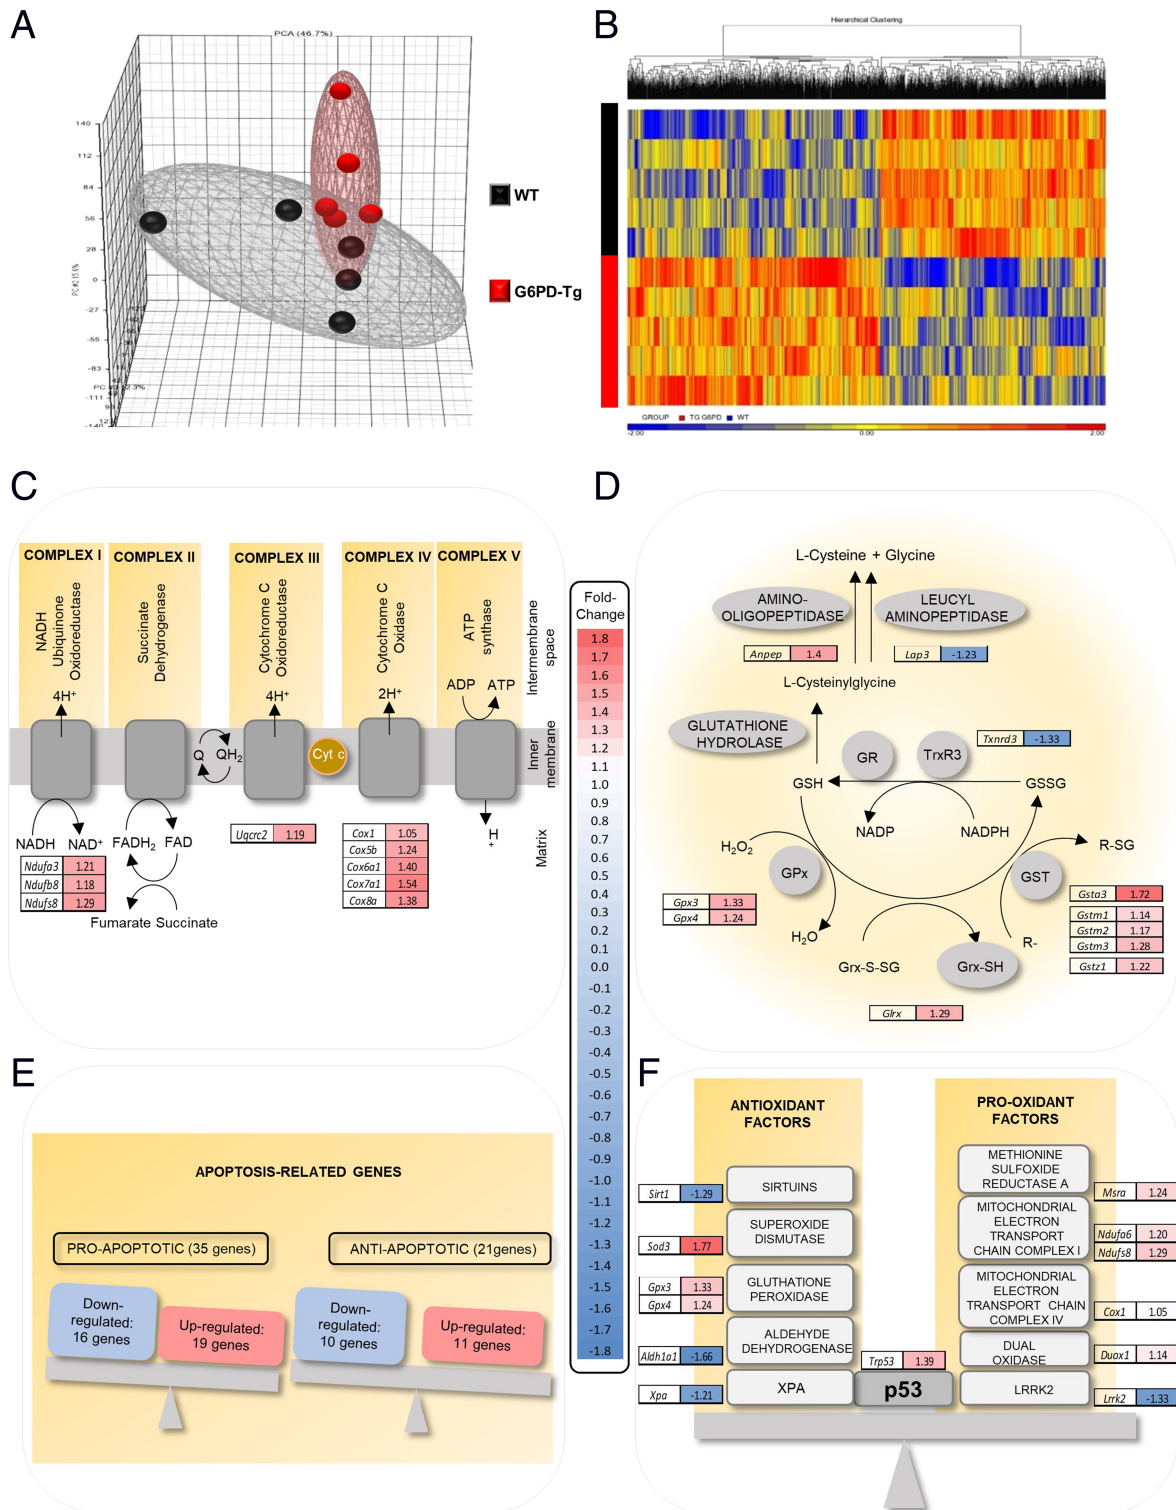 A
PCA (46.7%)
140
112
84
56
28
0
-27
-55
-83
-111
WT
G6PD-Tg
B
Hierarchical Clustering
GROUP TG G6PD WT
-2.00 0.00 2.00
C
COMPLEX I
NADH
Ubiquinone
Oxidoreductase
COMPLEX II
Succinate
Dehydrogenase
COMPLEX III
Cytochrome C
Oxidoreductase
COMPLEX IV
Cytochrome C
Oxidase
COMPLEX V
ATP
synthase
Intermembrane
space
Inner
membrane
Matrix
4H+
4H+
2H+
ADP ATP
Q QH2
Cyt c
H
+
NADH NAD+
FADH2 FAD
Fumarate Succinate
Ndufa3 1.21
Ndufb8 1.18
Ndufs8 1.29
Uqcrc2 1.19
Cox1 1.05
Cox5b 1.24
Cox6a1 1.40
Cox7a1 1.54
Cox8a 1.38
Fold-
Change
1.8
1.7
1.6
1.5
1.4
1.3
1.2
1.1
1.0
0.9
0.8
0.7
0.6
0.5
0.4
0.3
0.2
0.1
0.0
-0.1
-0.2
-0.3
-0.4
-0.5
-0.6
-0.7
-0.8
-0.9
-1.0
-1.1
-1.2
-1.3
-1.4
-1.5
-1.6
-1.7
-1.8
D
L-Cysteine + Glycine
AMINO-
OLIGOPEPTIDASE
LEUCYL
AMINOPEPTIDASE
Anpep 1.4
Lap3 -1.23
L-Cysteinylglycine
GLUTATHIONE
HYDROLASE
GR
TrxR3
Txnrd3 -1.33
GSH
GSSG
NADP
NADPH
H2O2
R-SG
GPx
GST
Gpx3 1.33
Gpx4 1.24
H2O
R-
Grx-S-SG
Grx-SH
Gsta3 1.72
Gstm1 1.14
Gstm2 1.17
Gstm3 1.28
Gstz1 1.22
Glrx 1.29
E
APOPTOSIS-RELATED GENES
PRO-APOPTOTIC (35 genes)
ANTI-APOPTOTIC (21genes)
Down-
regulated:
16 genes
Up-regulated:
19 genes
Down-
regulated:
10 genes
Up-regulated:
11 genes
F
ANTIOXIDANT
FACTORS
PRO-OXIDANT
FACTORS
Sirt1 -1.29
SIRTUINS
Sod3 1.77
SUPEROXIDE
DISMUTASE
Gpx3 1.33
Gpx4 1.24
GLUTHATIONE
PEROXIDASE
Aldh1a1 -1.66
ALDEHYDE
DEHYDROGENASE
Xpa -1.21
XPA
Trp53 1.39
p53
METHIONINE
SULFOXIDE
REDUCTASE A
Msra 1.24
MITOCHONDRIAL
ELECTRON
TRANSPORT
CHAIN COMPLEX I
Ndufa6 1.20
Ndufs8 1.29
MITOCHONDRIAL
ELECTRON
TRANSPORT CHAIN
COMPLEX IV
Cox1 1.05
DUAL
OXIDASE
Duox1 1.14
LRRK2
Lrrk2 -1.33